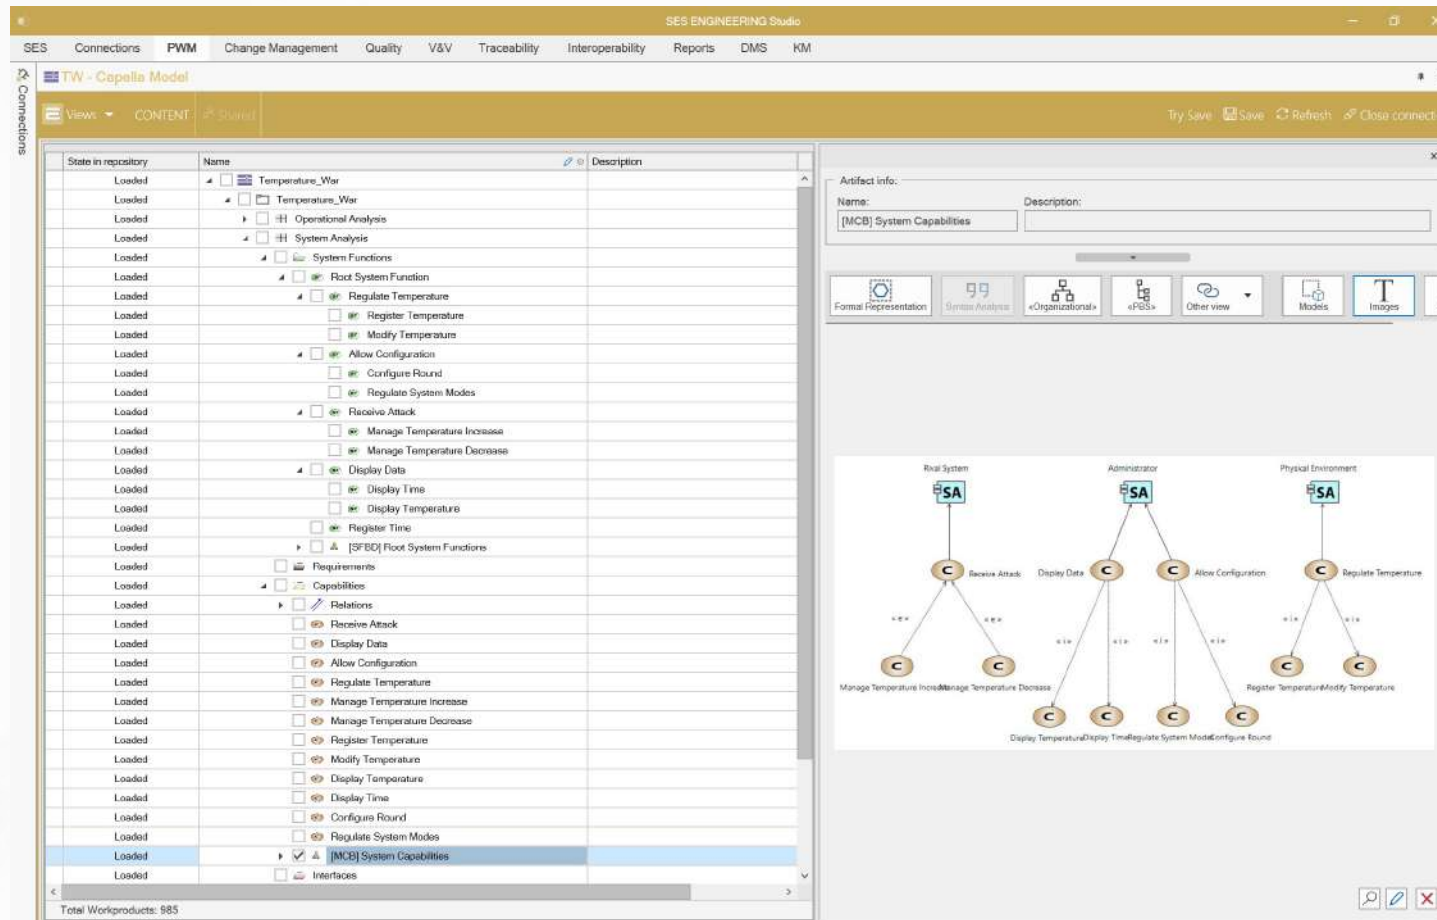 SES ENGINEERING Studio
SES Connections PWM Change Management Quality V&V Traceability Interoperability Reports DMS KM
Connections
TW - Capella Model
Views CONTENT Shared Try Save Save Refresh Close connect
State in repository Name Description
Loaded Temperature_War
Loaded Temperature_War
Loaded Operational Analysis
Loaded System Analysis
Loaded System Functions
Loaded Root System Function
Loaded Regulate Temperature
Loaded Register Temperature
Loaded Modify Temperature
Loaded Allow Configuration
Loaded Configure Round
Loaded Regulate System Modes
Loaded Receive Attack
Loaded Manage Temperature Increase
Loaded Manage Temperature Decrease
Loaded Display Data
Loaded Display Time
Loaded Display Temperature
Loaded Register Time
Loaded [SFBD] Root System Functions
Loaded Requirements
Loaded Capabilities
Loaded Relations
Loaded Receive Attack
Loaded Display Data
Loaded Allow Configuration
Loaded Regulate Temperature
Loaded Manage Temperature Increase
Loaded Manage Temperature Decrease
Loaded Register Temperature
Loaded Modify Temperature
Loaded Display Temperature
Loaded Display Time
Loaded Configure Round
Loaded Regulate System Modes
Loaded [MCB] System Capabilities
Loaded Interfaces
Total Workproducts: 985
Artifact info:
Name: Description:
[MCB] System Capabilities
Formal Representation Syntax Analysis «Organizational» «PBS» Other view Models Images
Rival System Administrator Physical Environment
SA SA SA
C Receive Attack Display Data C C Allow Configuration C Regulate Temperature
« e » « e » « i » « i » « i » « i » « i » « i »
C C C C
Manage Temperature Increase Manage Temperature Decrease Register Temperature Modify Temperature
C C C C
Display Temperature Display Time Regulate System Modes Configure Round